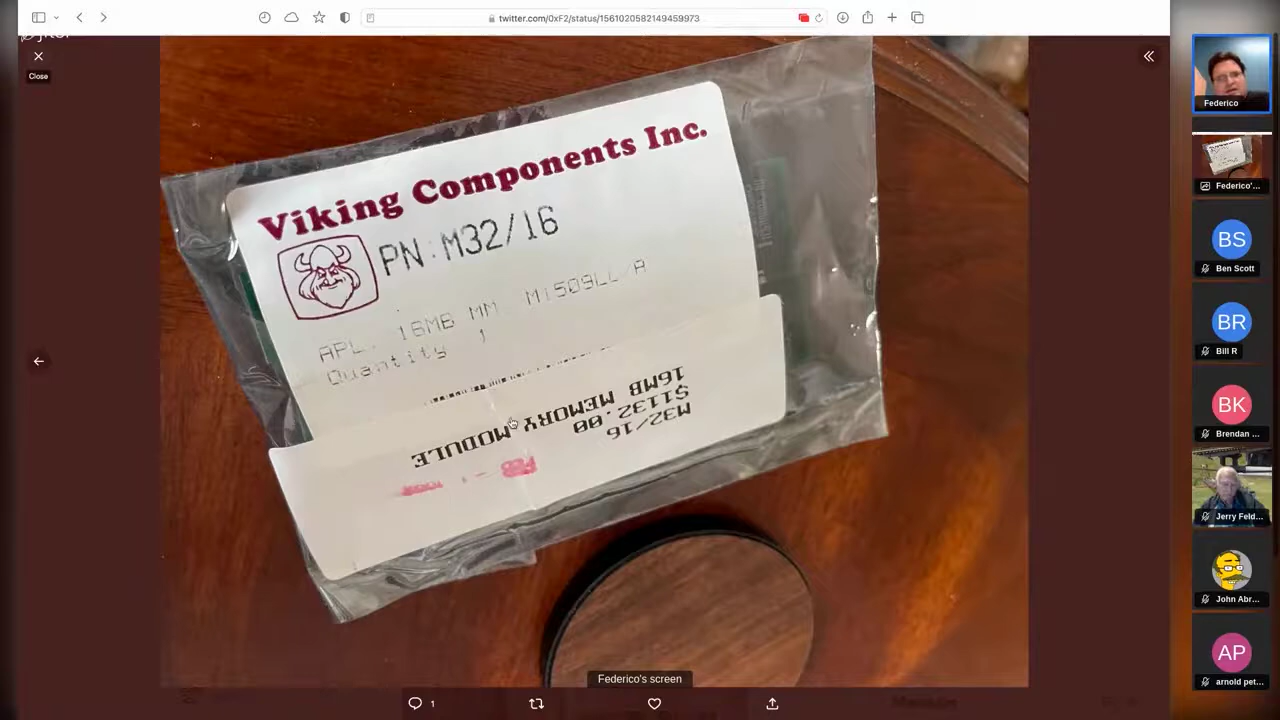 twitter.com/0xF2/status/1561020582149459973
Close
Viking Components Inc.
PN:M32/16
APL. 16MB MM
Quantity 1
M32/16
$1132.00
16MB MEMORY MODULE
Federico's screen
1
Federico
Federico'...
BS
Ben Scott
BR
Bill R
BK
Brendan ...
Jerry Feld...
John Abr...
AP
arnold pet...